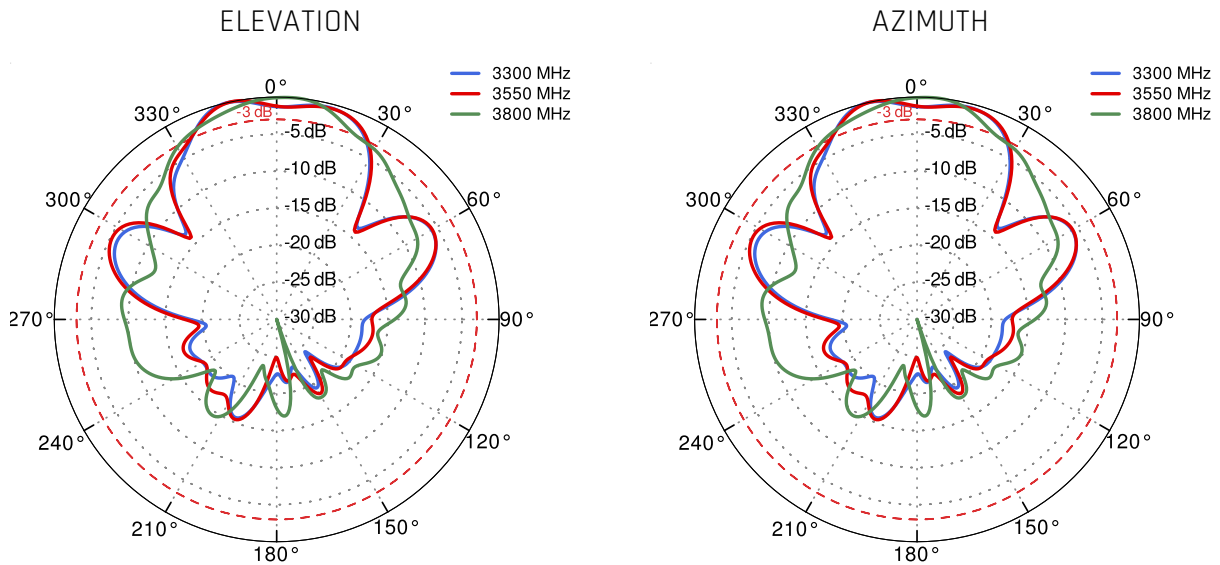 ELEVATION
3300 MHz
3550 MHz
3800 MHz
0°
30°
60°
90°
120°
150°
180°
210°
240°
270°
300°
330°
-3 dB
-5 dB
-10 dB
-15 dB
-20 dB
-25 dB
-30 dB
AZIMUTH
3300 MHz
3550 MHz
3800 MHz
0°
30°
60°
90°
120°
150°
180°
210°
240°
270°
300°
330°
-3 dB
-5 dB
-10 dB
-15 dB
-20 dB
-25 dB
-30 dB